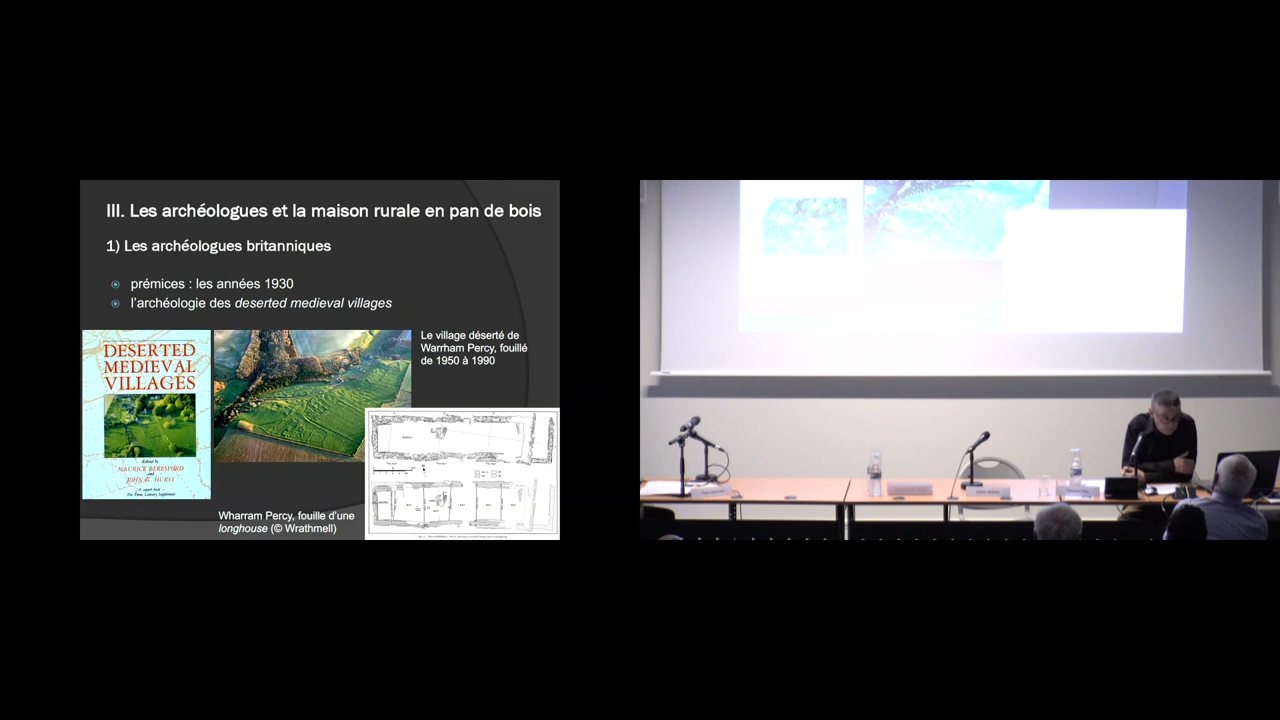 III. Les archéologues et la maison rurale en pan de bois
1) Les archéologues britanniques
prémices : les années 1930
l'archéologie des deserted medieval villages
DESERTED
MEDIEVAL
VILLAGES
Edited by
MAURICE BERESFORD
and
JOHN G. HURST
Le village déserté de
Warrham Percy, fouillé
de 1950 à 1990
Wharram Percy, fouille d'une
longhouse (© Wrathmell)